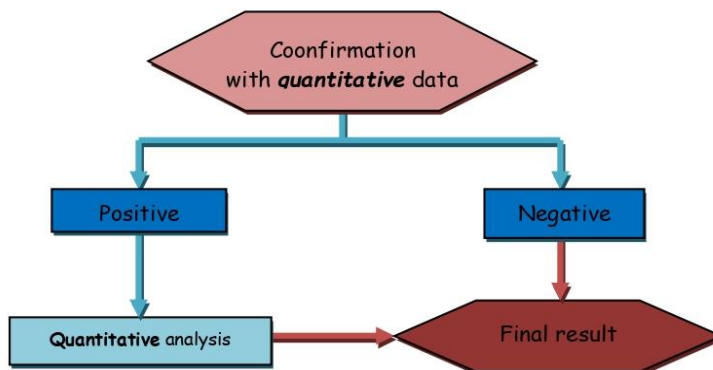 Coonfirmation
with quantitative data
Positive
Negative
Quantitative analysis
Final result